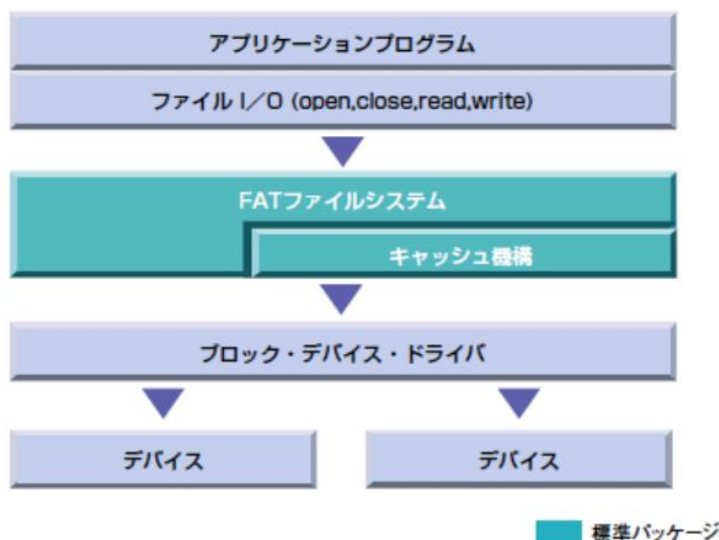 アプリケーションプログラム
ファイル I/O (open,close,read,write)
FATファイルシステム
キャッシュ機構
ブロック・デバイス・ドライバ
デバイス
デバイス
標準パッケージ